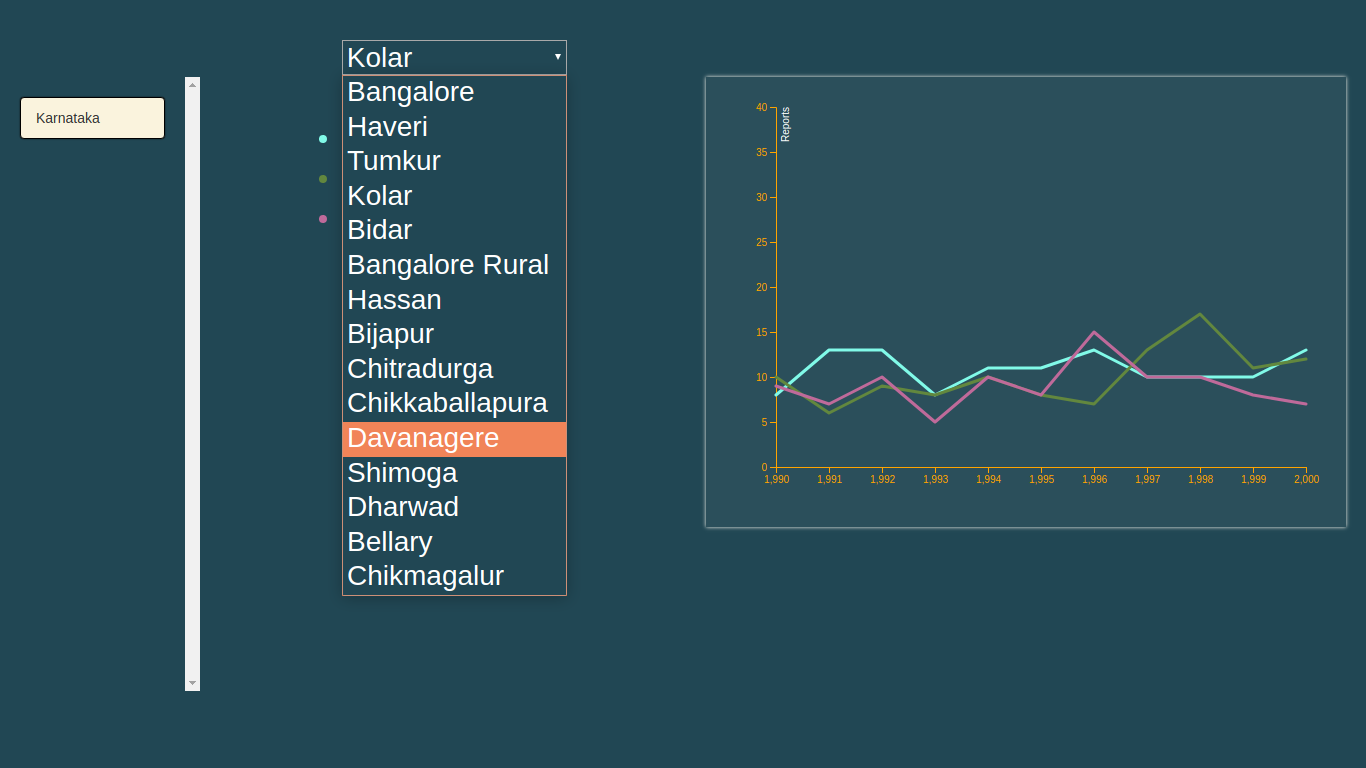 Karnataka
Kolar
Bangalore
Haveri
Tumkur
Kolar
Bidar
Bangalore Rural
Hassan
Bijapur
Chitradurga
Chikkaballapura
Davanagere
Shimoga
Dharwad
Bellary
Chikmagalur
Reports
40
35
30
25
20
15
10
5
0
1,990 1,991 1,992 1,993 1,994 1,995 1,996 1,997 1,998 1,999 2,000